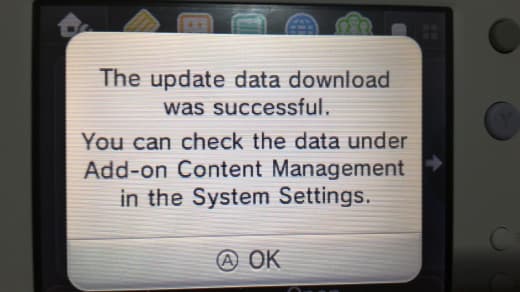 The update data download
was successful.
You can check the data under
Add-on Content Management
in the System Settings.
Ⓐ OK